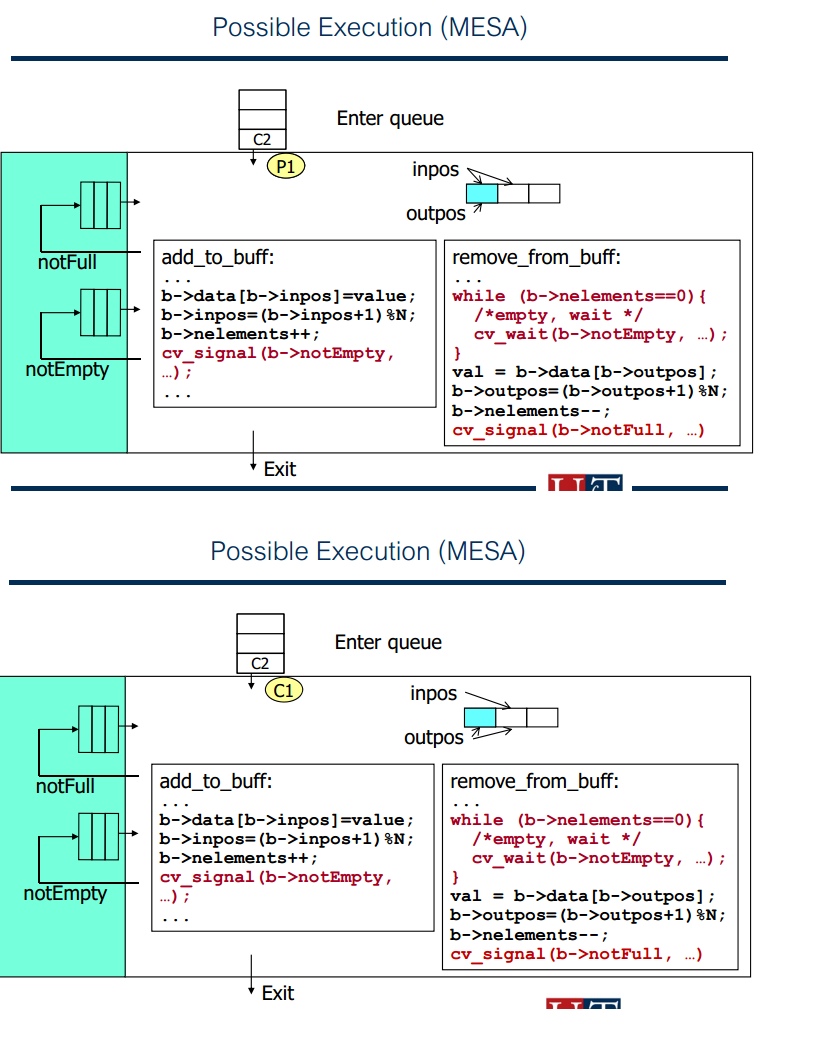 Possible Execution (MESA)
Enter queue
C2
P1
inpos
outpos
notFull
notEmpty
add_to_buff:
...
b->data[b->inpos]=value;
b->inpos=(b->inpos+1)%N;
b->nelements++;
cv_signal(b->notEmpty,
…);
...
remove_from_buff:
...
while (b->nelements==0){
/*empty, wait */
cv_wait(b->notEmpty, …);
}
val = b->data[b->outpos];
b->outpos=(b->outpos+1)%N;
b->nelements--;
cv_signal(b->notFull, …)
Exit
Possible Execution (MESA)
Enter queue
C2
C1
inpos
outpos
notFull
notEmpty
add_to_buff:
...
b->data[b->inpos]=value;
b->inpos=(b->inpos+1)%N;
b->nelements++;
cv_signal(b->notEmpty,
…);
...
remove_from_buff:
...
while (b->nelements==0){
/*empty, wait */
cv_wait(b->notEmpty, …);
}
val = b->data[b->outpos];
b->outpos=(b->outpos+1)%N;
b->nelements--;
cv_signal(b->notFull, …)
Exit